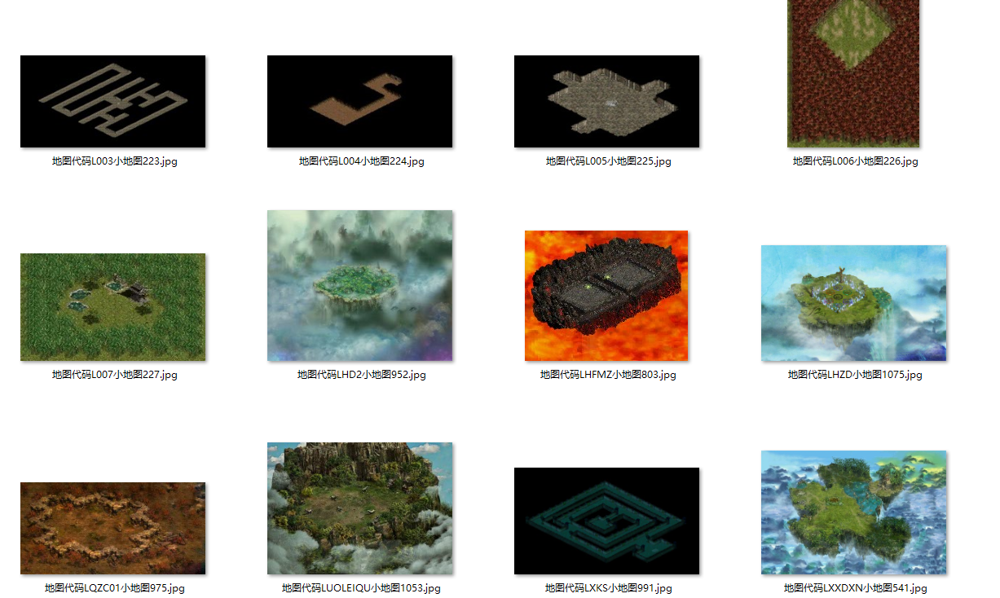 地图代码L003小地图223.jpg
地图代码L004小地图224.jpg
地图代码L005小地图225.jpg
地图代码L006小地图226.jpg
地图代码L007小地图227.jpg
地图代码LHD2小地图952.jpg
地图代码LHFMZ小地图803.jpg
地图代码LHZD小地图1075.jpg
地图代码LQZC01小地图975.jpg
地图代码LUOLEIQU小地图1053.jpg
地图代码LXKS小地图991.jpg
地图代码LXXDXN小地图541.jpg